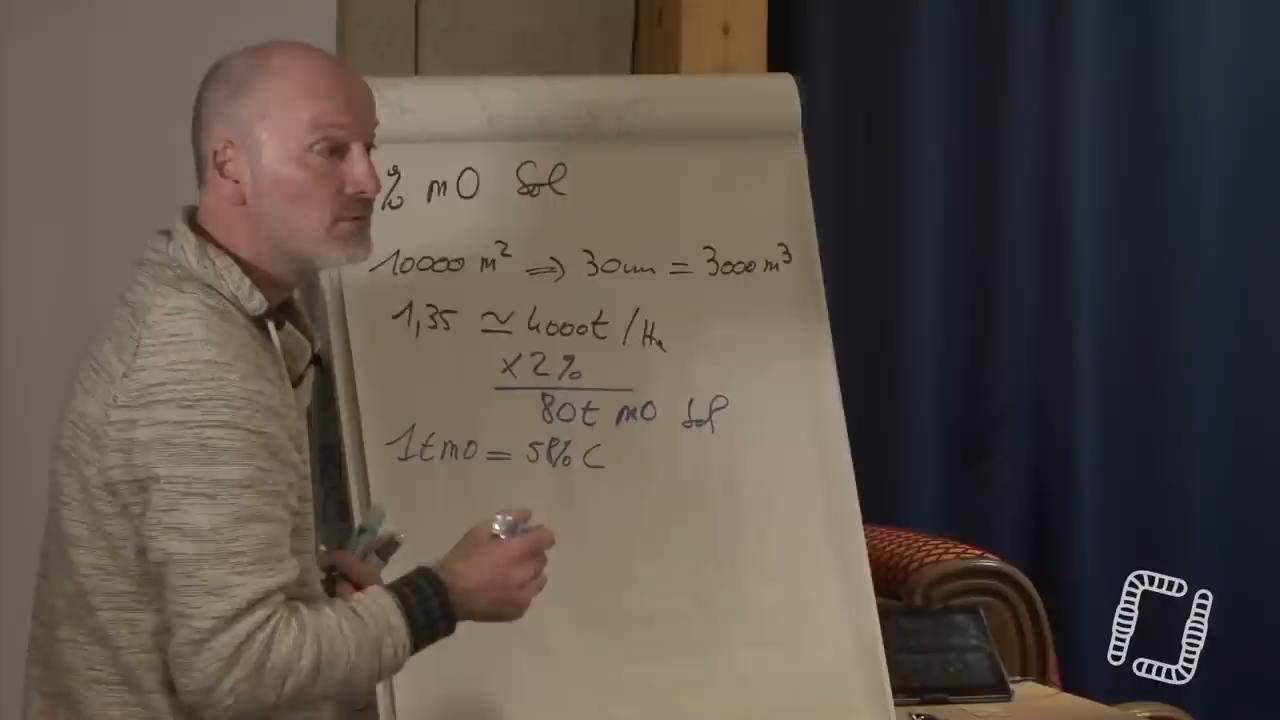 % mO Sol
10000 m² => 30cm = 3000 m³
1,35 ≃ 4000t / Ha
x 2%
80t mO Sol
1t mO = 58% C